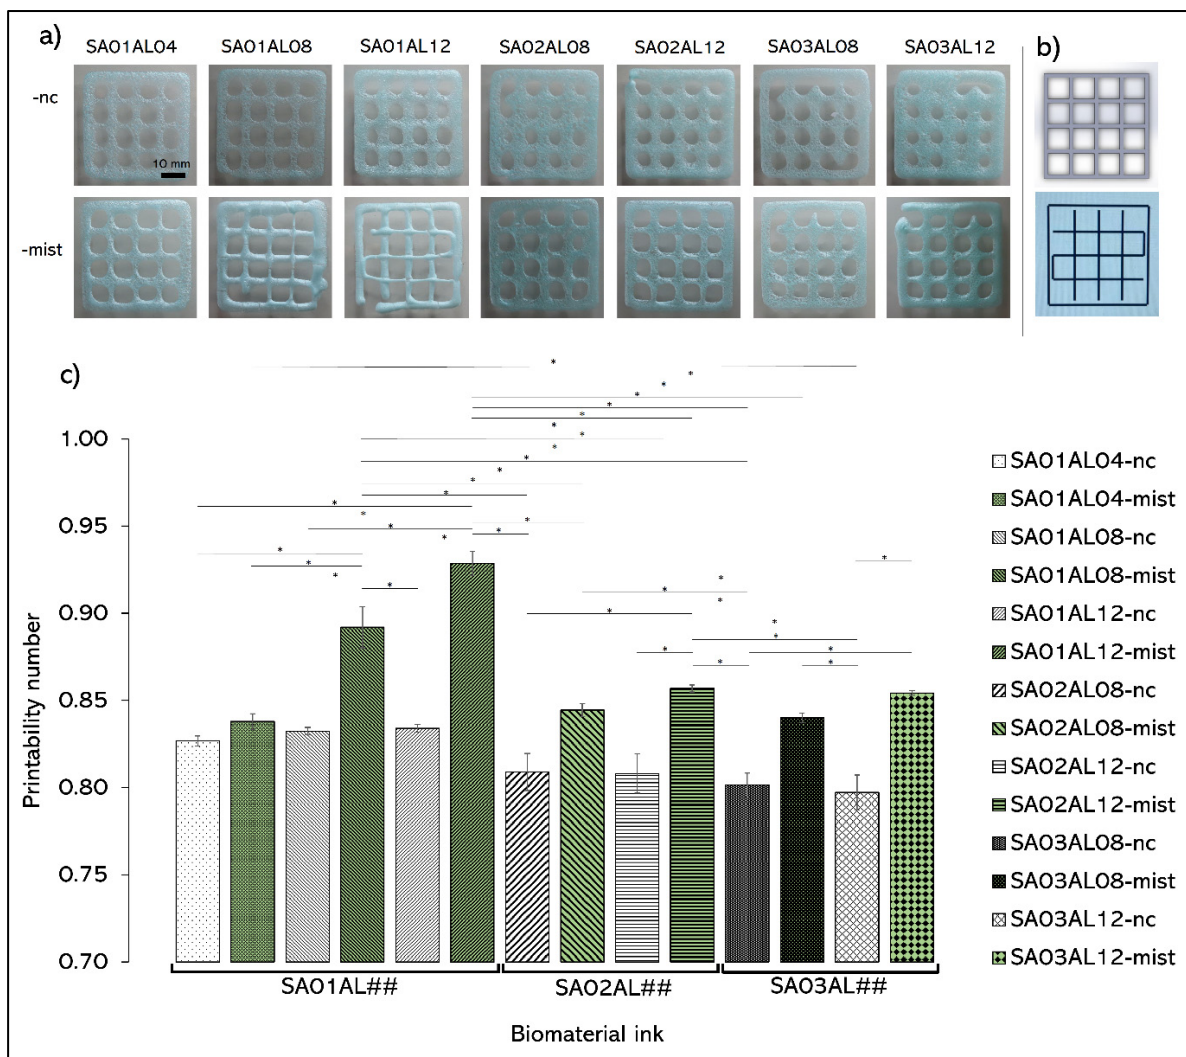 a)
SA01AL04 SA01AL08 SA01AL12 SA02AL08 SA02AL12 SA03AL08 SA03AL12
b)
-nc
10 mm
-mist
c)
* * * * * * * * * * * * * * * * * * * * * * * * * * * * * * * * * * *
1.00
0.95
0.90
0.85
0.80
0.75
0.70
Printability number
SA01AL## SA02AL## SA03AL##
Biomaterial ink
SA01AL04-nc
SA01AL04-mist
SA01AL08-nc
SA01AL08-mist
SA01AL12-nc
SA01AL12-mist
SA02AL08-nc
SA02AL08-mist
SA02AL12-nc
SA02AL12-mist
SA03AL08-nc
SA03AL08-mist
SA03AL12-nc
SA03AL12-mist